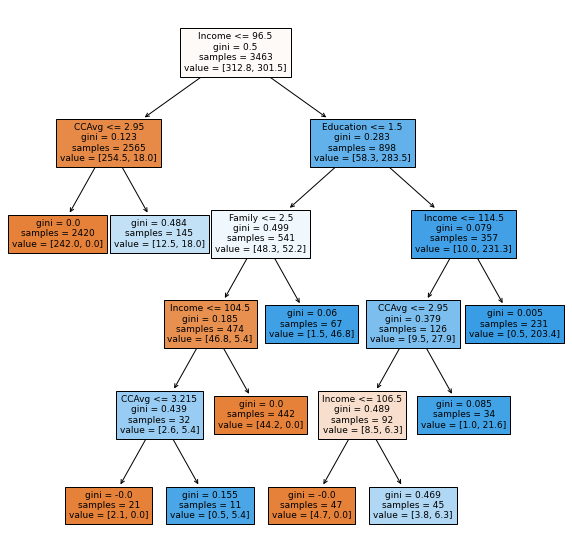 Income <= 96.5
gini = 0.5
samples = 3463
value = [312.8, 301.5]
CCAvg <= 2.95
gini = 0.123
samples = 2565
value = [254.5, 18.0]
Education <= 1.5
gini = 0.283
samples = 898
value = [58.3, 283.5]
gini = 0.0
samples = 2420
value = [242.0, 0.0]
gini = 0.484
samples = 145
value = [12.5, 18.0]
Family <= 2.5
gini = 0.499
samples = 541
value = [48.3, 52.2]
Income <= 114.5
gini = 0.079
samples = 357
value = [10.0, 231.3]
Income <= 104.5
gini = 0.185
samples = 474
value = [46.8, 5.4]
gini = 0.06
samples = 67
value = [1.5, 46.8]
CCAvg <= 2.95
gini = 0.379
samples = 126
value = [9.5, 27.9]
gini = 0.005
samples = 231
value = [0.5, 203.4]
CCAvg <= 3.215
gini = 0.439
samples = 32
value = [2.6, 5.4]
gini = 0.0
samples = 442
value = [44.2, 0.0]
Income <= 106.5
gini = 0.489
samples = 92
value = [8.5, 6.3]
gini = 0.085
samples = 34
value = [1.0, 21.6]
gini = -0.0
samples = 21
value = [2.1, 0.0]
gini = 0.155
samples = 11
value = [0.5, 5.4]
gini = -0.0
samples = 47
value = [4.7, 0.0]
gini = 0.469
samples = 45
value = [3.8, 6.3]